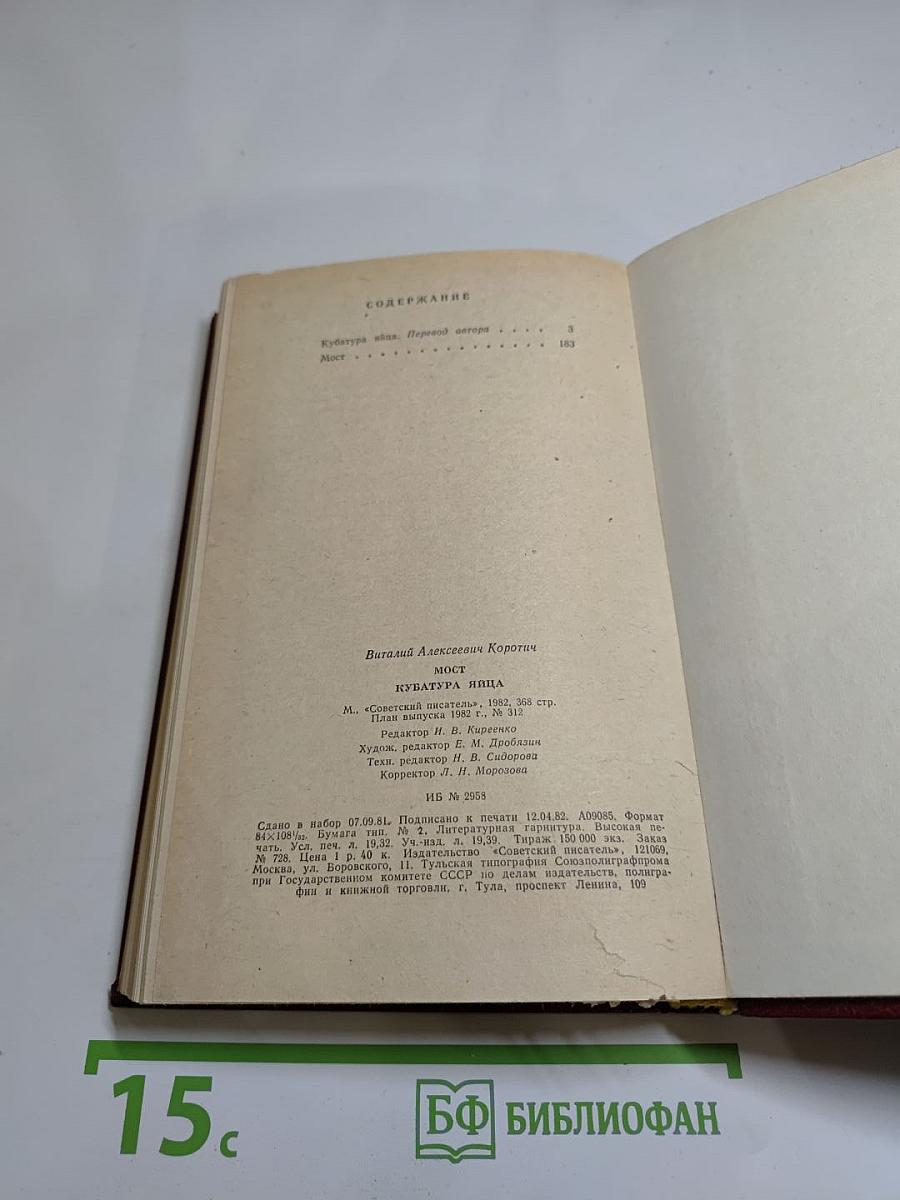 СОДЕРЖАНИЕ
Кубатура яйца. Перевод автора . . . . 3
Мост . . . . . . . . . . . . . . . 183
Виталий Алексеевич Коротич
МОСТ
КУБАТУРА ЯЙЦА
М., «Советский писатель», 1982, 368 стр.
План выпуска 1982 г., № 312
Редактор И. В. Киреенко
Худож. редактор Е. М. Дробязин
Техн. редактор Н. В. Сидорова
Корректор Л. Н. Морозова
ИБ № 2958
Сдано в набор 07.09.81. Подписано к печати 12.04.82. А09085. Формат
84×108 1/32. Бумага тип. № 2. Литературная гарнитура. Высокая пе-
чать. Усл. печ. л. 19,32. Уч.-изд. л. 19,39. Тираж 150 000 экз. Заказ
№ 728. Цена 1 р. 40 к. Издательство «Советский писатель», 121069,
Москва, ул. Воровского, 11. Тульская типография Союзполиграфпрома
при Государственном комитете СССР по делам издательств, полигра-
фии и книжной торговли, г. Тула, проспект Ленина, 109
15 с
БФ БИБЛИОФАН